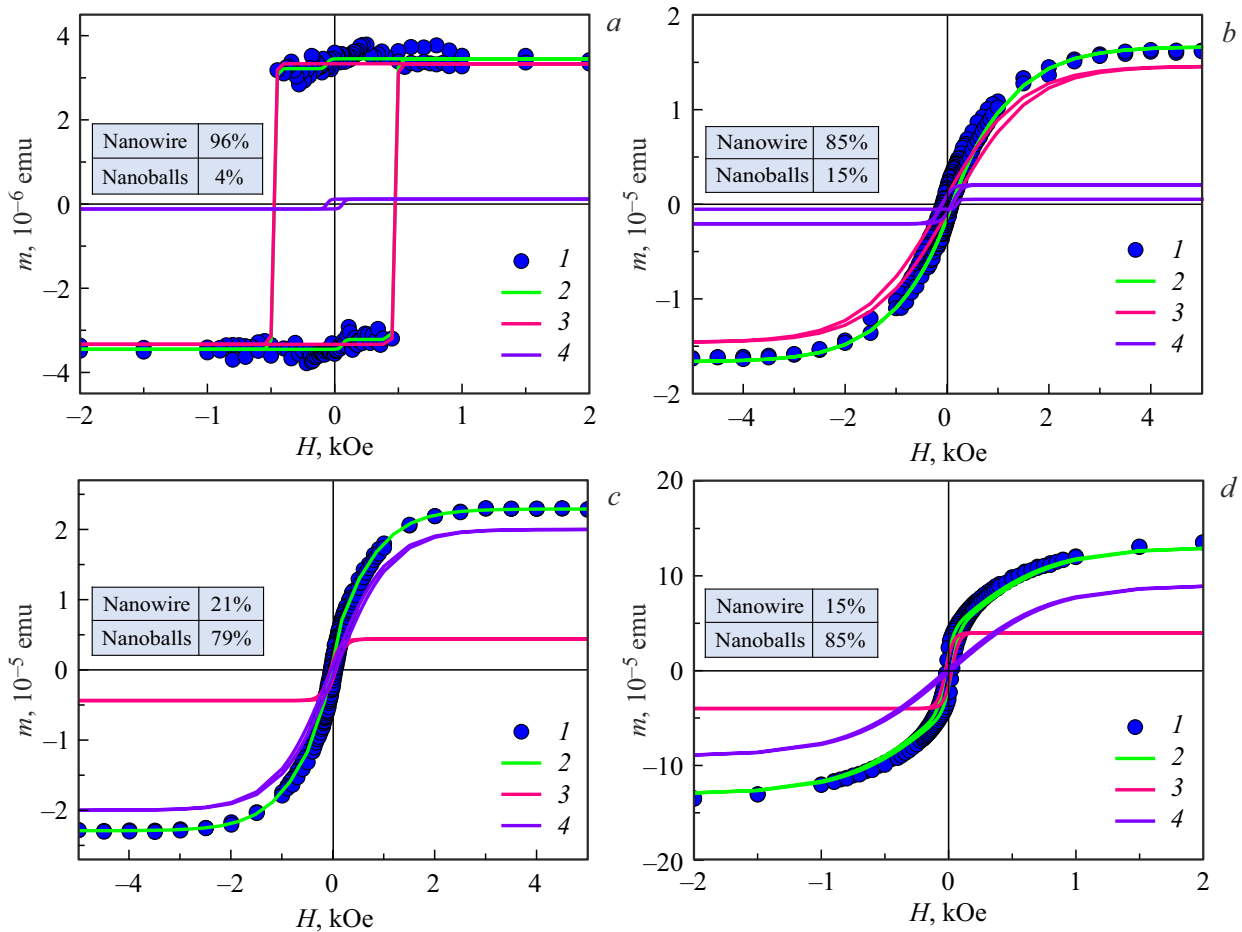 a
4
2
0
–2
–4
m, 10–6 emu
Nanowire 96%
Nanoballs 4%
1
2
3
4
–2 –1 0 1 2
H, kOe
b
2
1
0
–1
–2
m, 10–5 emu
Nanowire 85%
Nanoballs 15%
1
2
3
4
–4 –2 0 2 4
H, kOe
c
2
1
0
-1
–2
m, 10–5 emu
Nanowire 21%
Nanoballs 79%
1
2
3
4
–4 –2 0 2 4
H, kOe
d
20
10
0
–10
–20
m, 10–5 emu
Nanowire 15%
Nanoballs 85%
1
2
3
4
–2 –1 0 1 2
H, kOe